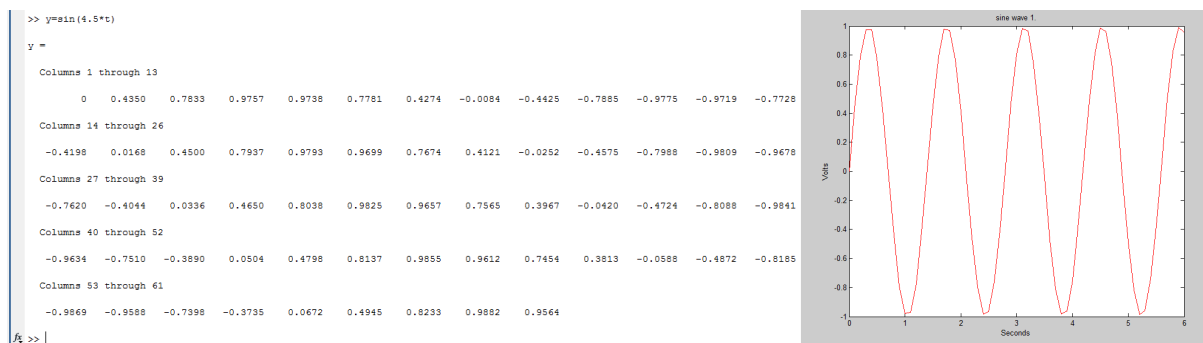 >> y=sin(4.5*t)
y =
Columns 1 through 13
0 0.4350 0.7833 0.9757 0.9738 0.7781 0.4274 -0.0084 -0.4425 -0.7885 -0.9775 -0.9719 -0.7728
Columns 14 through 26
-0.4198 0.0168 0.4500 0.7937 0.9793 0.9699 0.7674 0.4121 -0.0252 -0.4575 -0.7988 -0.9809 -0.9678
Columns 27 through 39
-0.7620 -0.4044 0.0336 0.4650 0.8038 0.9825 0.9657 0.7565 0.3967 -0.0420 -0.4724 -0.8088 -0.9841
Columns 40 through 52
-0.9634 -0.7510 -0.3890 0.0504 0.4798 0.8137 0.9855 0.9612 0.7454 0.3813 -0.0588 -0.4872 -0.8185
Columns 53 through 61
-0.9869 -0.9588 -0.7398 -0.3735 0.0672 0.4945 0.8233 0.9882 0.9564
fx >>
sine wave 1.
1
0.8
0.6
0.4
0.2
0
-0.2
-0.4
-0.6
-0.8
-1
Volts
0 1 2 3 4 5 6
Seconds